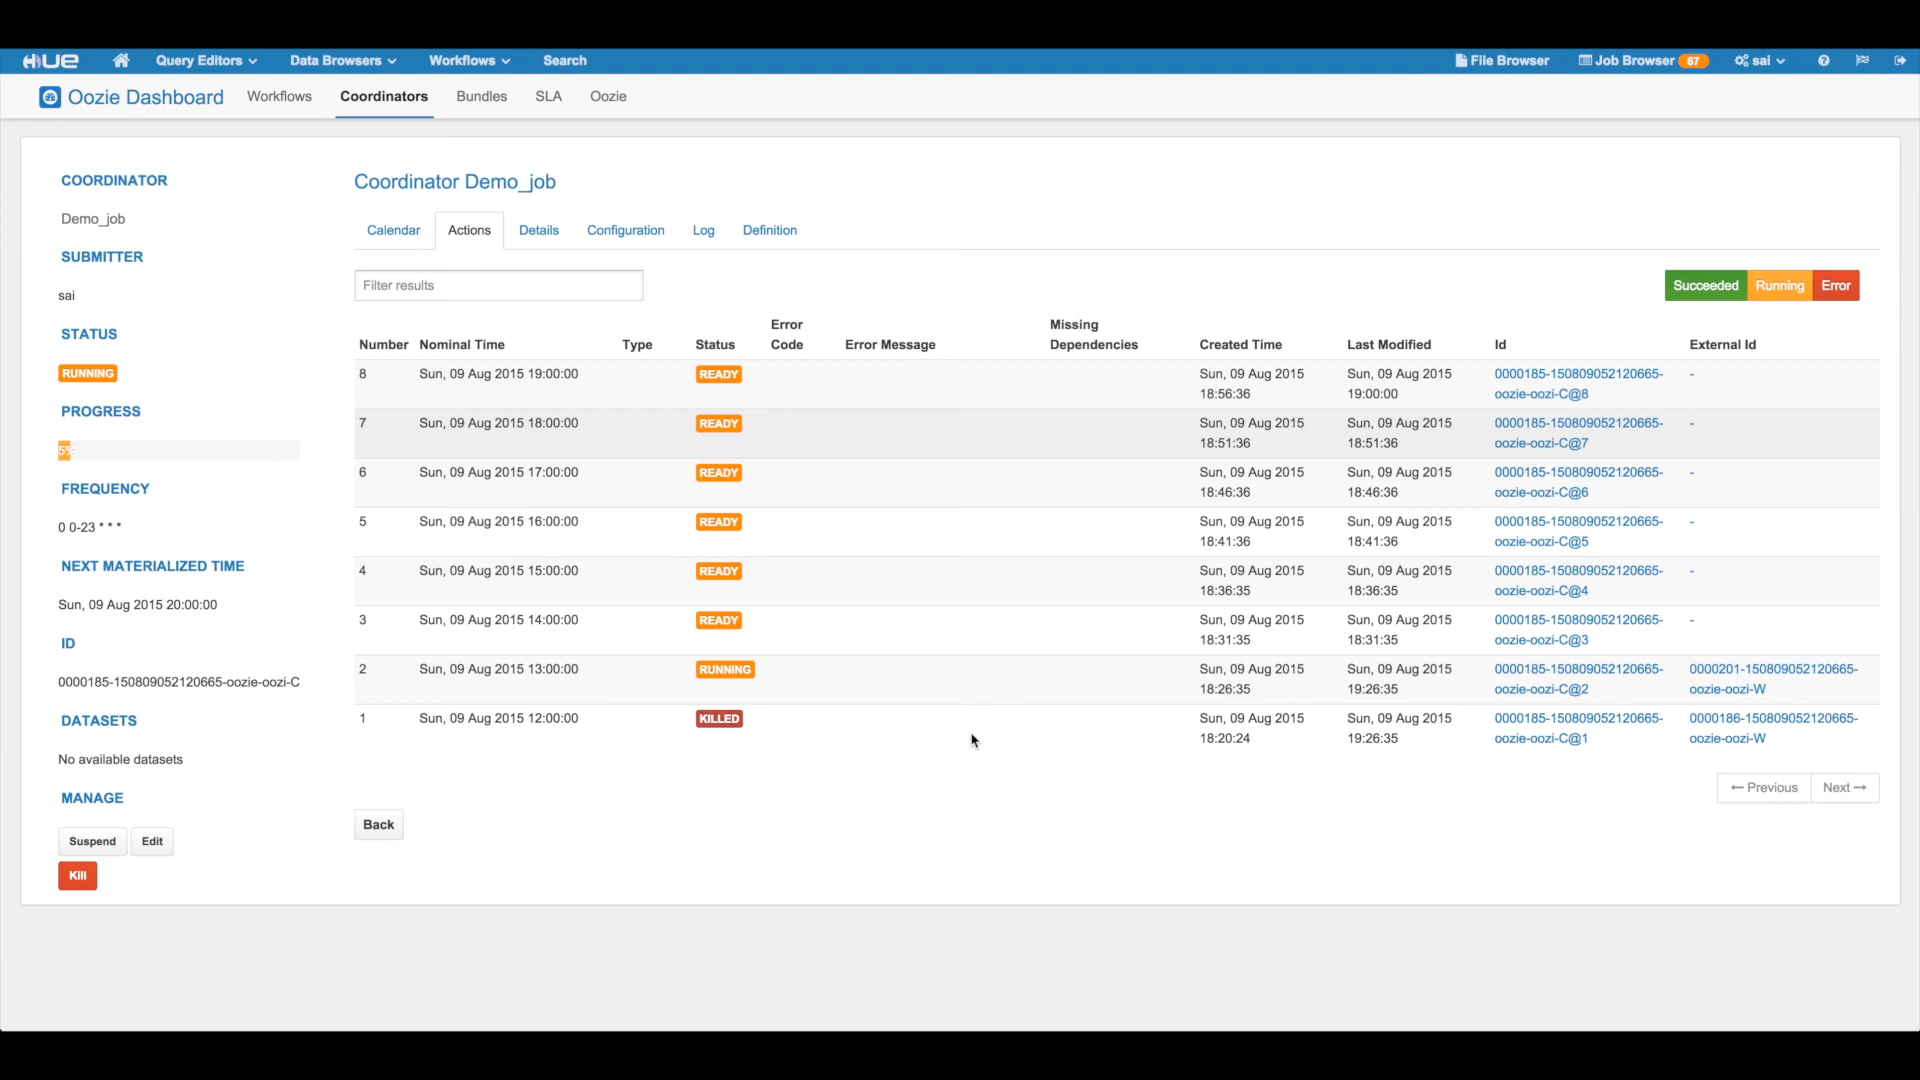 HUE Query Editors Data Browsers Workflows Search File Browser Job Browser 67 sai
Oozie Dashboard Workflows Coordinators Bundles SLA Oozie
COORDINATOR
Demo_job
SUBMITTER
sai
STATUS
RUNNING
PROGRESS
5%
FREQUENCY
0 0-23 * * *
NEXT MATERIALIZED TIME
Sun, 09 Aug 2015 20:00:00
ID
0000185-150809052120665-oozie-oozi-C
DATASETS
No available datasets
MANAGE
Suspend Edit
Kill
Coordinator Demo_job
Calendar Actions Details Configuration Log Definition
Filter results Succeeded Running Error
Error Missing
Number Nominal Time Type Status Code Error Message Dependencies Created Time Last Modified Id External Id
8 Sun, 09 Aug 2015 19:00:00 READY Sun, 09 Aug 2015 Sun, 09 Aug 2015 0000185-150809052120665- -
18:56:36 19:00:00 oozie-oozi-C@8
7 Sun, 09 Aug 2015 18:00:00 READY Sun, 09 Aug 2015 Sun, 09 Aug 2015 0000185-150809052120665- -
18:51:36 18:51:36 oozie-oozi-C@7
6 Sun, 09 Aug 2015 17:00:00 READY Sun, 09 Aug 2015 Sun, 09 Aug 2015 0000185-150809052120665- -
18:46:36 18:46:36 oozie-oozi-C@6
5 Sun, 09 Aug 2015 16:00:00 READY Sun, 09 Aug 2015 Sun, 09 Aug 2015 0000185-150809052120665- -
18:41:36 18:41:36 oozie-oozi-C@5
4 Sun, 09 Aug 2015 15:00:00 READY Sun, 09 Aug 2015 Sun, 09 Aug 2015 0000185-150809052120665- -
18:36:35 18:36:35 oozie-oozi-C@4
3 Sun, 09 Aug 2015 14:00:00 READY Sun, 09 Aug 2015 Sun, 09 Aug 2015 0000185-150809052120665- -
18:31:35 18:31:35 oozie-oozi-C@3
2 Sun, 09 Aug 2015 13:00:00 RUNNING Sun, 09 Aug 2015 Sun, 09 Aug 2015 0000185-150809052120665- 0000201-150809052120665-
18:26:35 19:26:35 oozie-oozi-C@2 oozie-oozi-W
1 Sun, 09 Aug 2015 12:00:00 KILLED Sun, 09 Aug 2015 Sun, 09 Aug 2015 0000185-150809052120665- 0000186-150809052120665-
18:20:24 19:26:35 oozie-oozi-C@1 oozie-oozi-W
← Previous Next →
Back